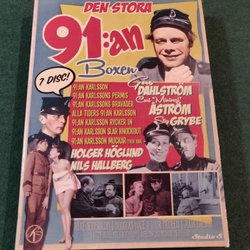 DEN STORA
91:an
Boxen
7 DISC!
91:AN KARLSSON
91:AN KARLSSONS PERMIS
91:AN KARLSSONS BRAVADER
ALLA TIDERS 91:AN KARLSSON
91:AN KARLSSON RYCKER IN
91:AN KARLSSON SLÅR KNOCKOUT
91:AN KARLSSON MUCKAR
DAHLSTRÖM
ÅSTRÖM
GRYBE
HOLGER HÖGLUND
NILS HALLBERG
SF
Studio S